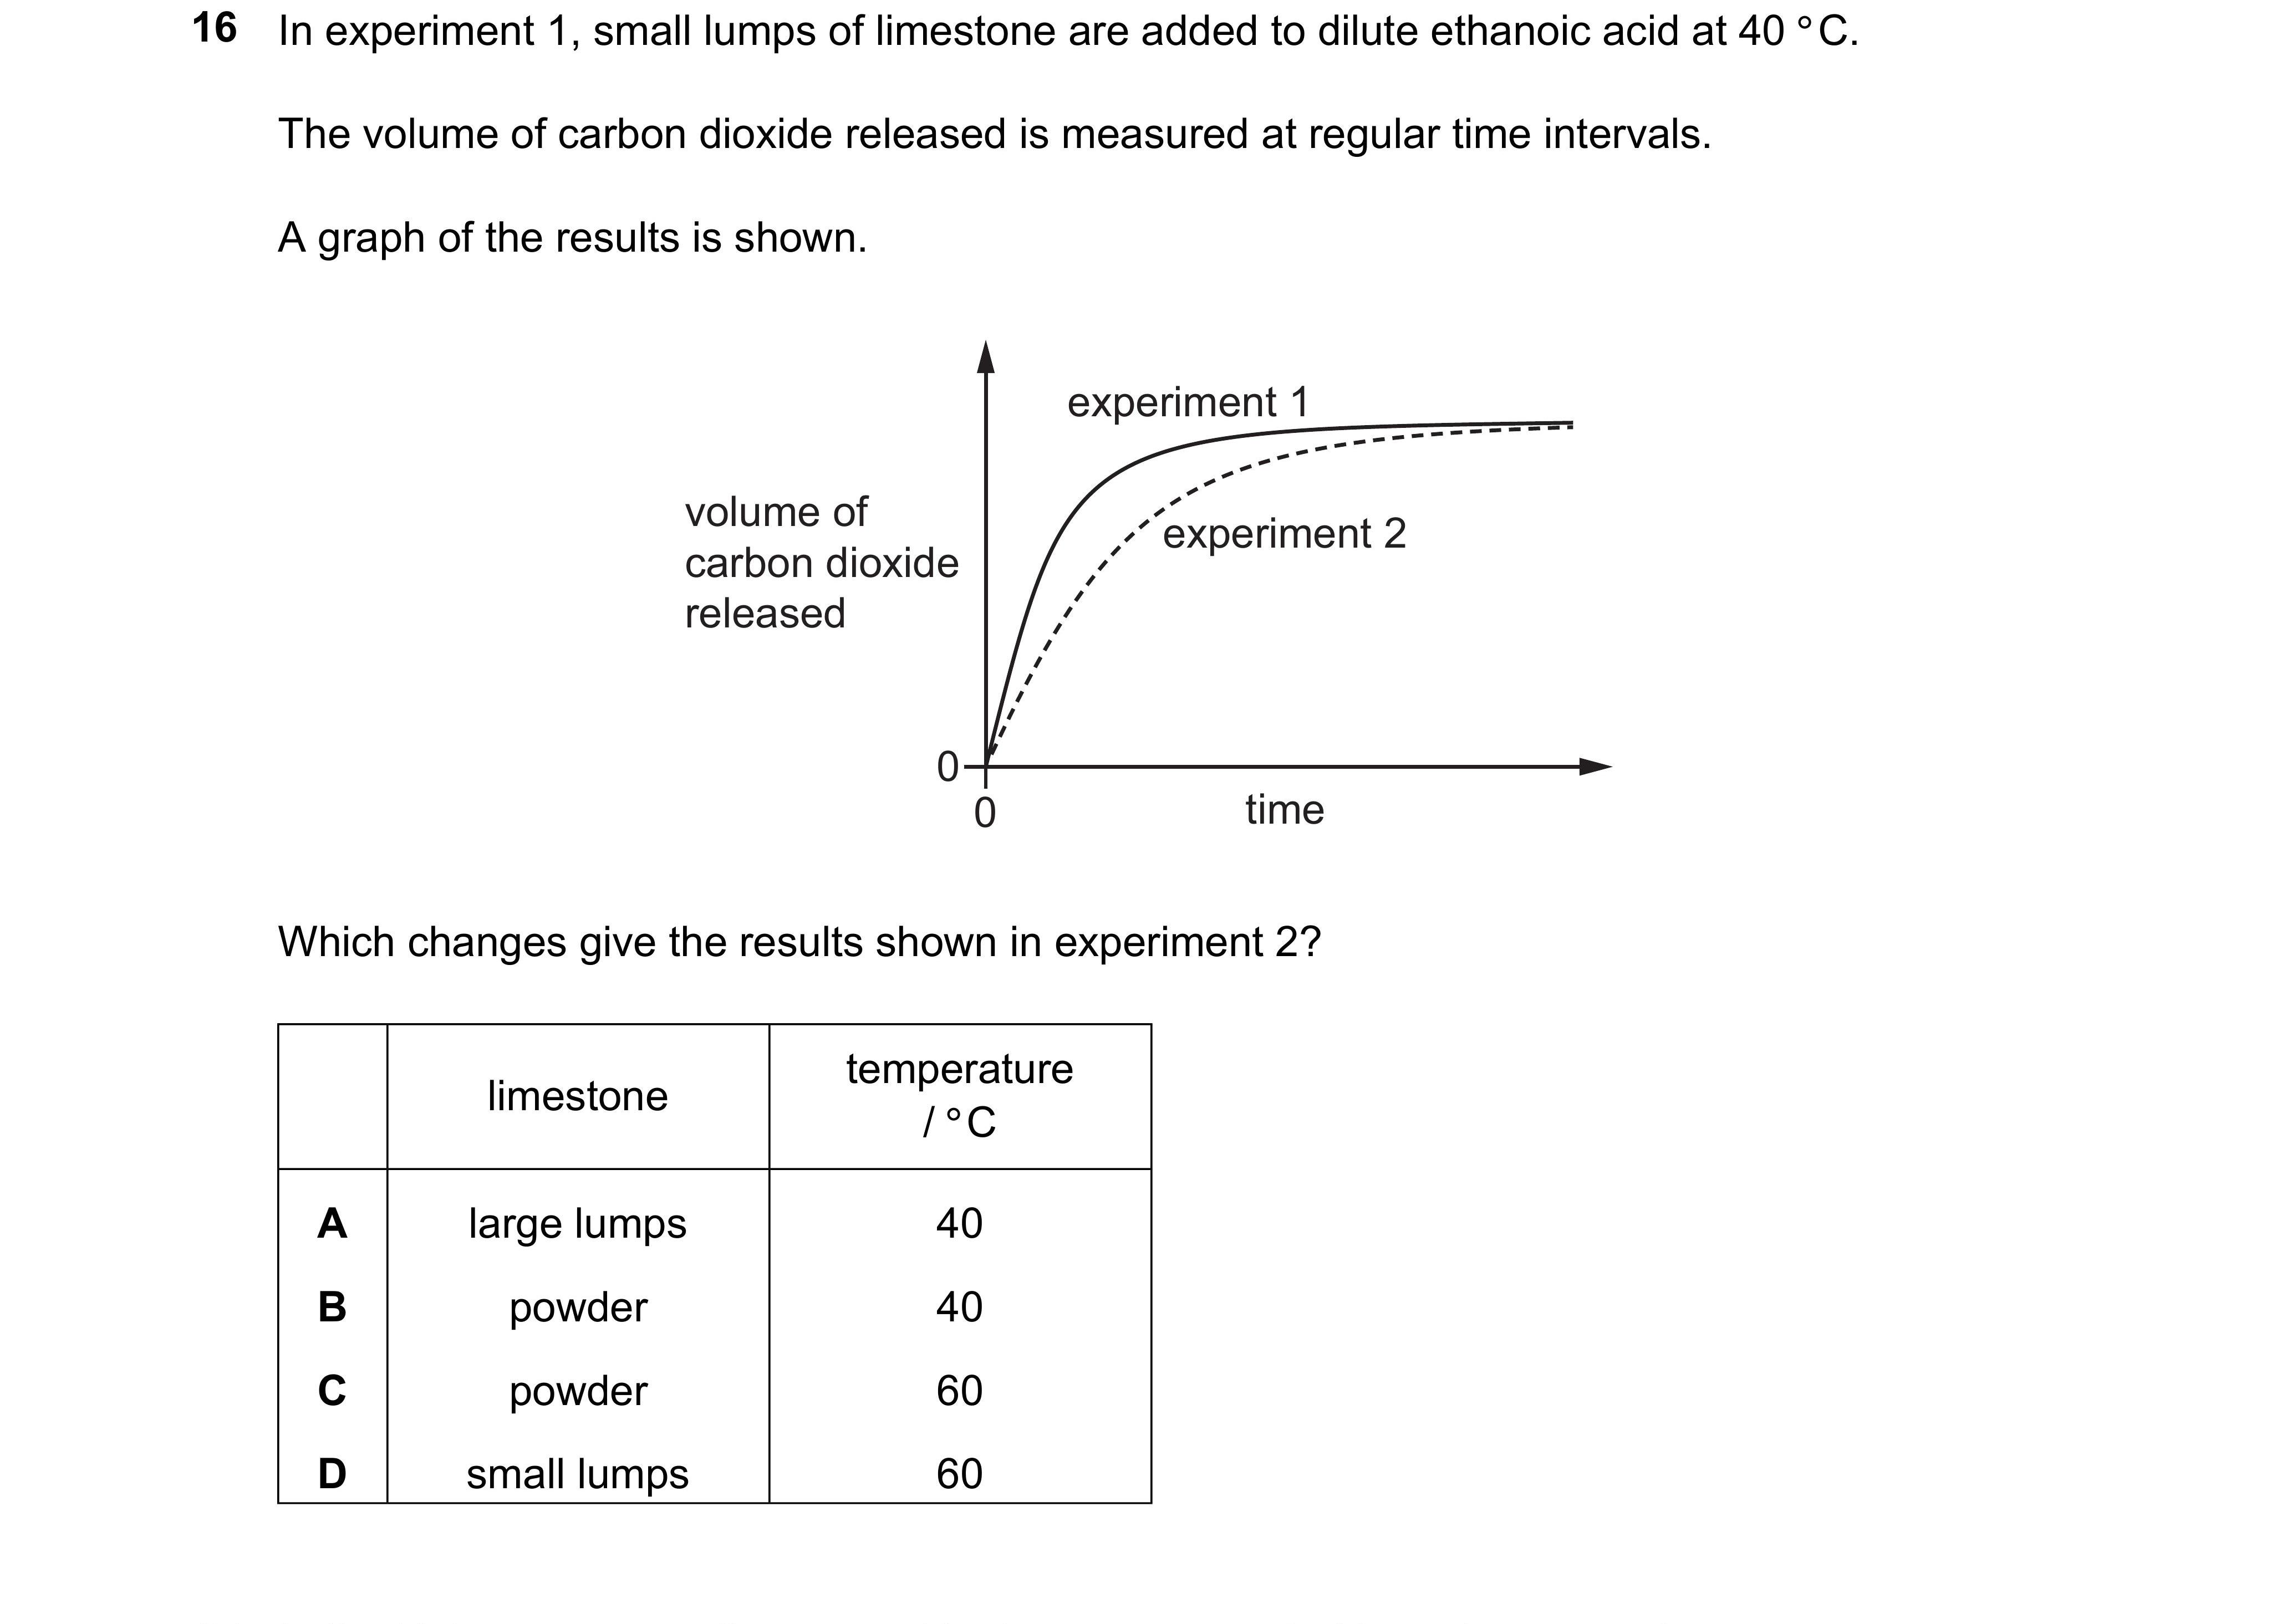 16 In experiment 1, small lumps of limestone are added to dilute ethanoic acid at 40 °C.
The volume of carbon dioxide released is measured at regular time intervals.
A graph of the results is shown.
experiment 1
volume of
carbon dioxide
released
experiment 2
0
0
time
Which changes give the results shown in experiment 2?
limestone
temperature
/ °C
A large lumps 40
B powder 40
C powder 60
D small lumps 60